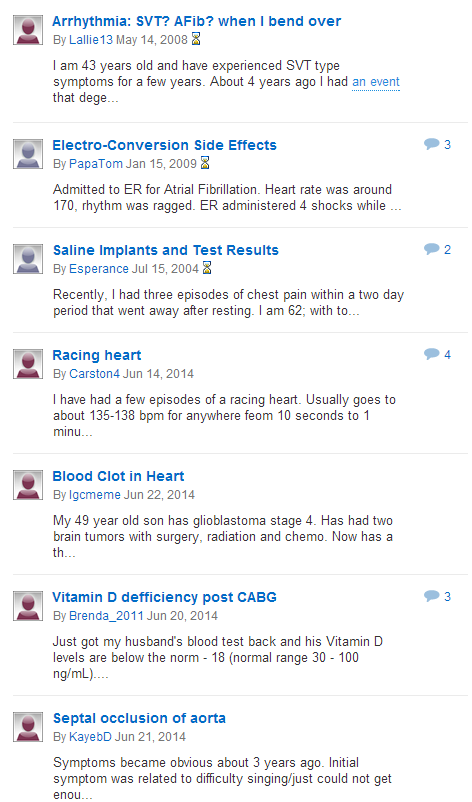 Arrhythmia: SVT? AFib? when I bend over
By Lallie13 May 14, 2008
I am 43 years old and have experienced SVT type
symptoms for a few years. About 4 years ago I had an event
that dege...
Electro-Conversion Side Effects
3
By PapaTom Jan 15, 2009
Admitted to ER for Atrial Fibrillation. Heart rate was around
170, rhythm was ragged. ER administered 4 shocks while ...
Saline Implants and Test Results
2
By Esperance Jul 15, 2004
Recently, I had three episodes of chest pain within a two day
period that went away after resting. I am 62; with to...
Racing heart
4
By Carston4 Jun 14, 2014
I have had a few episodes of a racing heart. Usually goes to
about 135-138 bpm for anywhere feom 10 seconds to 1
minu...
Blood Clot in Heart
By lgcmeme Jun 22, 2014
My 49 year old son has glioblastoma stage 4. Has had two
brain tumors with surgery, radiation and chemo. Now has a
th...
Vitamin D defficiency post CABG
3
By Brenda_2011 Jun 20, 2014
Just got my husband's blood test back and his Vitamin D
levels are below the norm - 18 (normal range 30 - 100
ng/mL)....
Septal occlusion of aorta
By KayebD Jun 21, 2014
Symptoms became obvious about 3 years ago. Initial
symptom was related to difficulty singing/just could not get
enou...